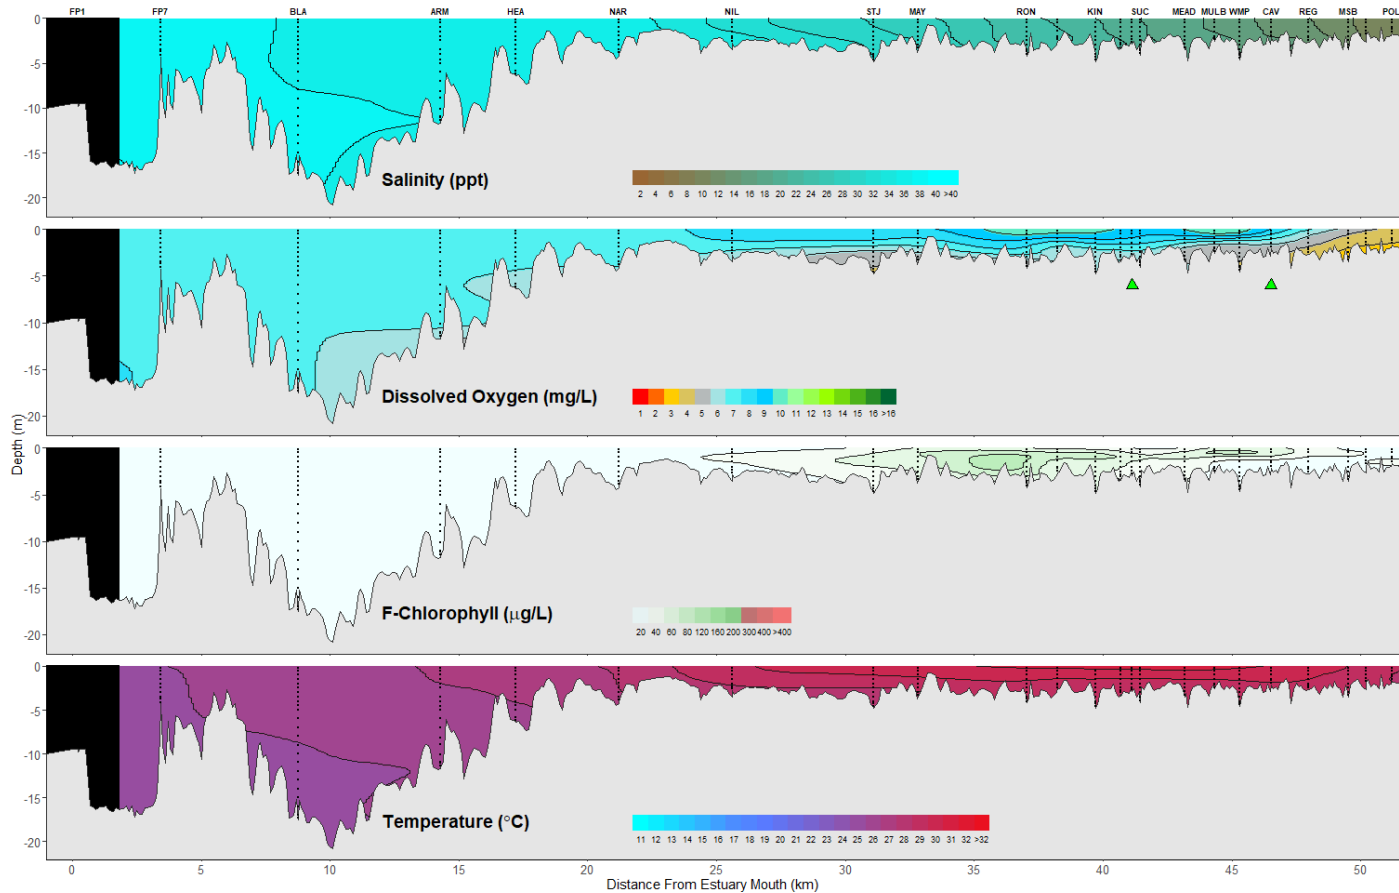 FP1 FP7 BLA ARM HEA NAR NIL STJ MAY RON KIN SUC MEAD MULB WMP CAV REG MSB POL
0
-5
-10
-15
-20
Salinity (ppt)
2 4 6 8 10 12 14 16 18 20 22 24 26 28 30 32 34 36 38 40 >40
0
-5
-10
-15
-20
Dissolved Oxygen (mg/L)
1 2 3 4 5 6 7 8 9 10 11 12 13 14 15 16 >16
Depth (m)
0
-5
-10
-15
-20
F-Chlorophyll (µg/L)
20 40 60 80 120 160 200 300 400 >400
0
-5
-10
-15
-20
Temperature (°C)
11 12 13 14 15 16 17 18 19 20 21 22 23 24 25 26 27 28 29 30 31 32 >32
0 5 10 15 20 25 30 35 40 45 50
Distance From Estuary Mouth (km)